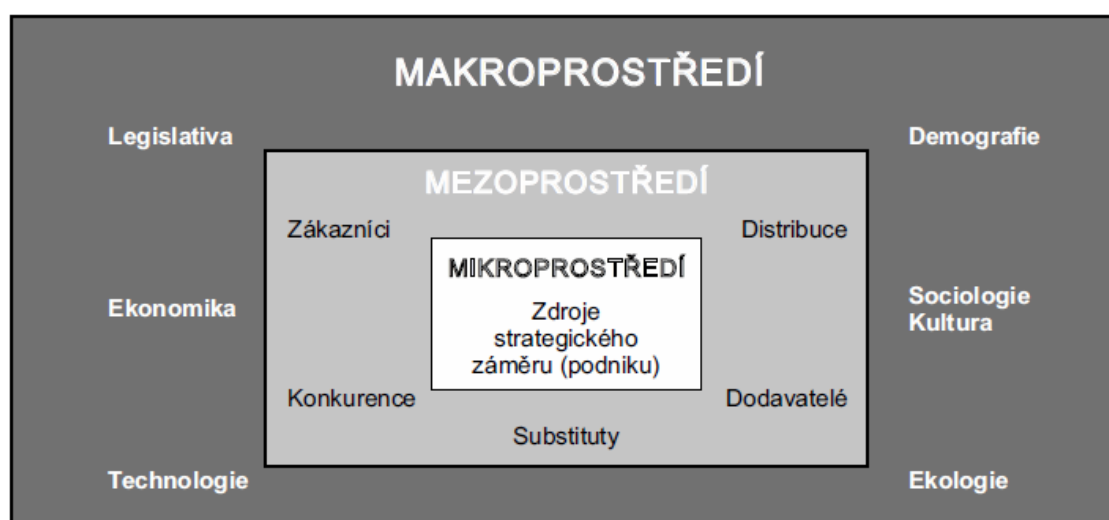 MAKROPROSTŘEDÍ
Legislativa
Demografie
MEZOPROSTŘEDÍ
Zákazníci
Distribuce
MIKROPROSTŘEDÍ
Zdroje
strategického
záměru (podniku)
Ekonomika
Sociologie
Kultura
Konkurence
Dodavatelé
Substituty
Technologie
Ekologie